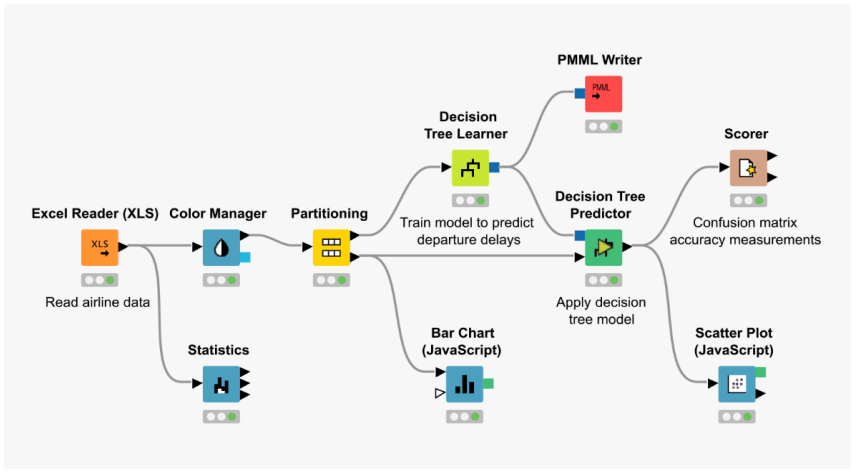 PMML Writer
PMML
Decision
Tree Learner
Scorer
Excel Reader (XLS)
Color Manager
Partitioning
Train model to predict
departure delays
Decision Tree
Predictor
Confusion matrix
accuracy measurements
XLS
Read airline data
Apply decision
tree model
Statistics
Bar Chart
(JavaScript)
Scatter Plot
(JavaScript)